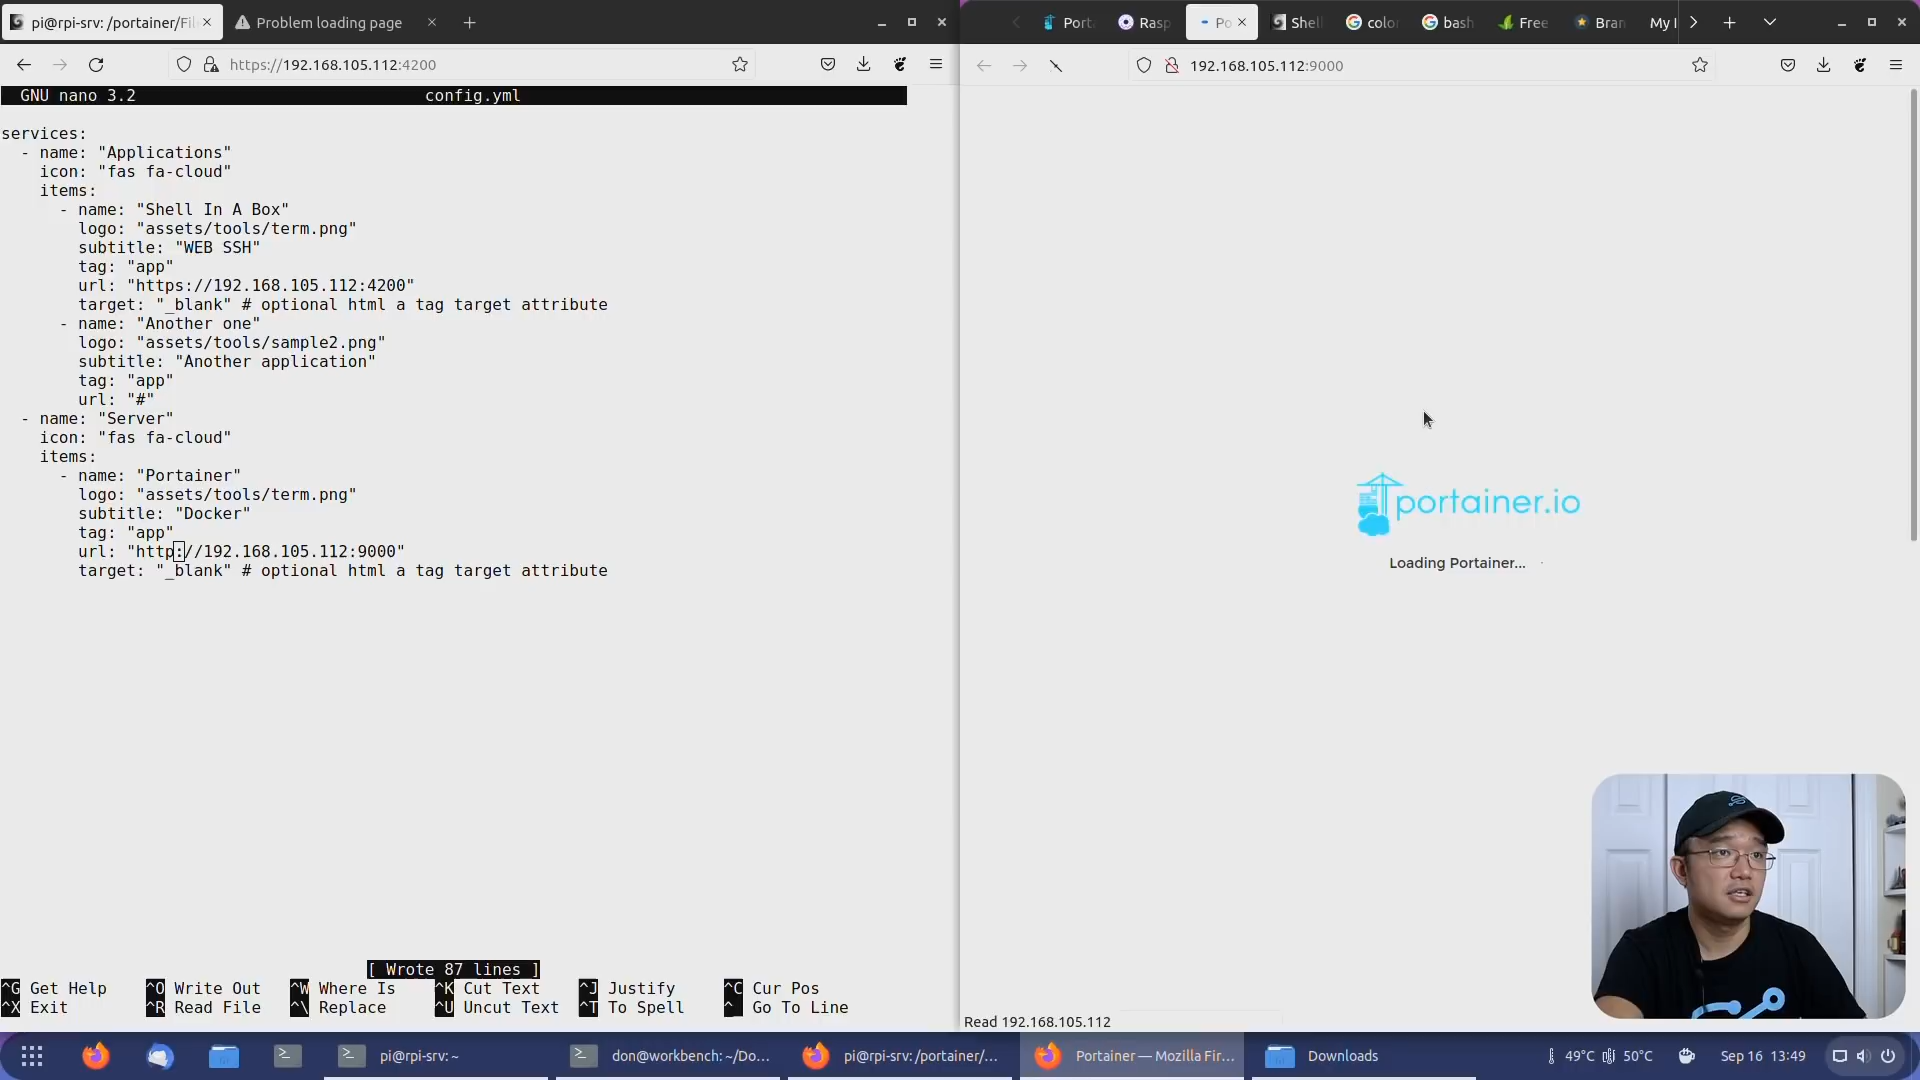 pi@rpi-srv: /portainer/Fil
Problem loading page
https://192.168.105.112:4200
GNU nano 3.2 config.yml
services:
- name: "Applications"
icon: "fas fa-cloud"
items:
- name: "Shell In A Box"
logo: "assets/tools/term.png"
subtitle: "WEB SSH"
tag: "app"
url: "https://192.168.105.112:4200"
target: "_blank" # optional html a tag target attribute
- name: "Another one"
logo: "assets/tools/sample2.png"
subtitle: "Another application"
tag: "app"
url: "#"
- name: "Server"
icon: "fas fa-cloud"
items:
- name: "Portainer"
logo: "assets/tools/term.png"
subtitle: "Docker"
tag: "app"
url: "http://192.168.105.112:9000"
target: "_blank" # optional html a tag target attribute
[ Wrote 87 lines ]
^G Get Help ^O Write Out ^W Where Is ^K Cut Text ^J Justify ^C Cur Pos
^X Exit ^R Read File ^\ Replace ^U Uncut Text ^T To Spell ^_ Go To Line
Porta
Rasp
Po
Shell
color
bash
Free
Bran
My I
192.168.105.112:9000
portainer.io
Loading Portainer...
Read 192.168.105.112
pi@rpi-srv: ~
don@workbench: ~/Do...
pi@rpi-srv: /portainer/...
Portainer — Mozilla Fir...
Downloads
49°C
50°C
Sep 16 13:49